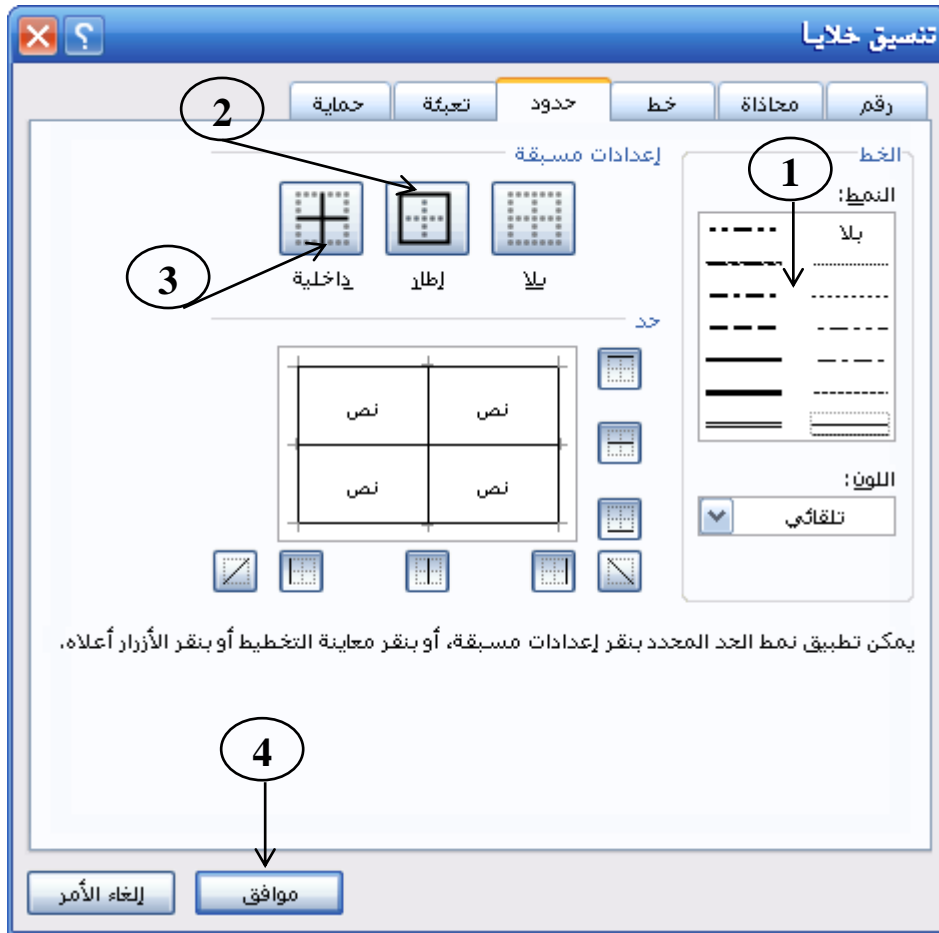 تنسيق خلايا
؟
رقم محاذاة خط حدود تعبئة حماية
الخط
النمط:
بلا
1
إعدادات مسبقة
2
بلا إطار داخلية
3
حد
نص نص
نص نص
اللون:
تلقائي
يمكن تطبيق نمط الحد المحدد بنقر إعدادات مسبقة، أو بنقر معاينة التخطيط أو بنقر الأزرار أعلاه.
4
موافق إلغاء الأمر